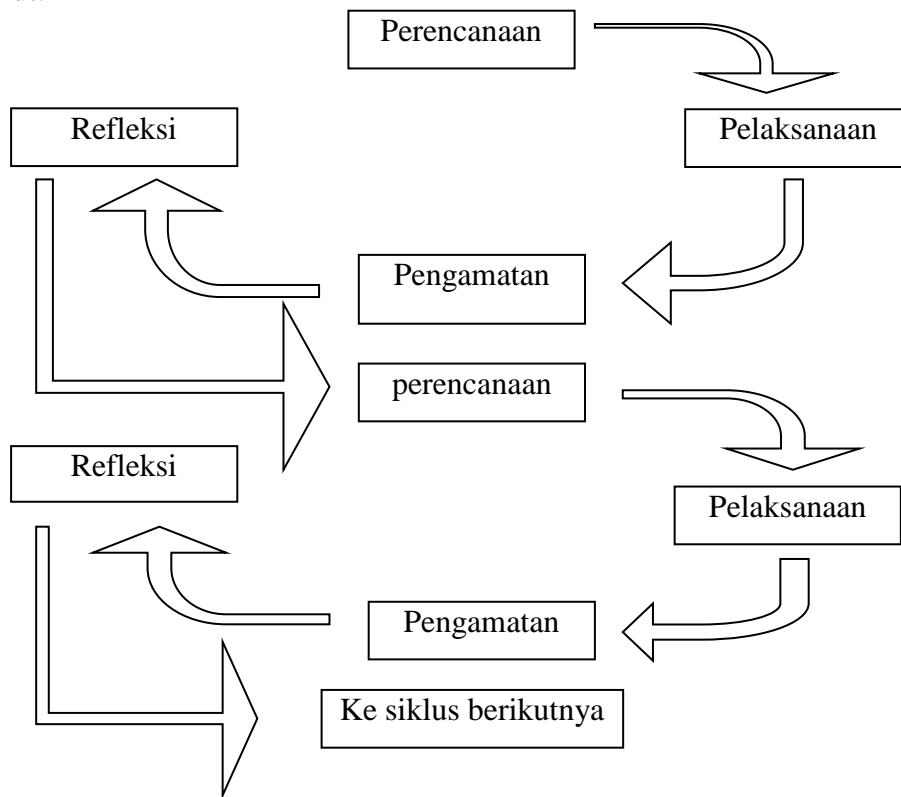 Perencanaan
Refleksi
Pelaksanaan
Pengamatan
perencanaan
Refleksi
Pelaksanaan
Pengamatan
Ke siklus berikutnya